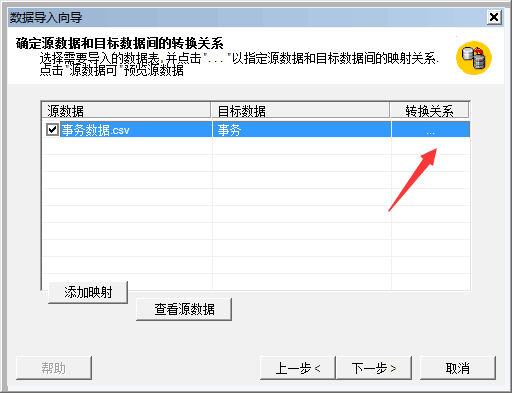 数据导入向导
确定源数据和目标数据间的转换关系
选择需要导入的数据表,并点击"..."以指定源数据和目标数据间的映射关系.
点击"源数据可"预览源数据
源数据 目标数据 转换关系
事务数据.csv 事务 ...
添加映射
查看源数据
帮助 上一步 < 下一步 > 取消